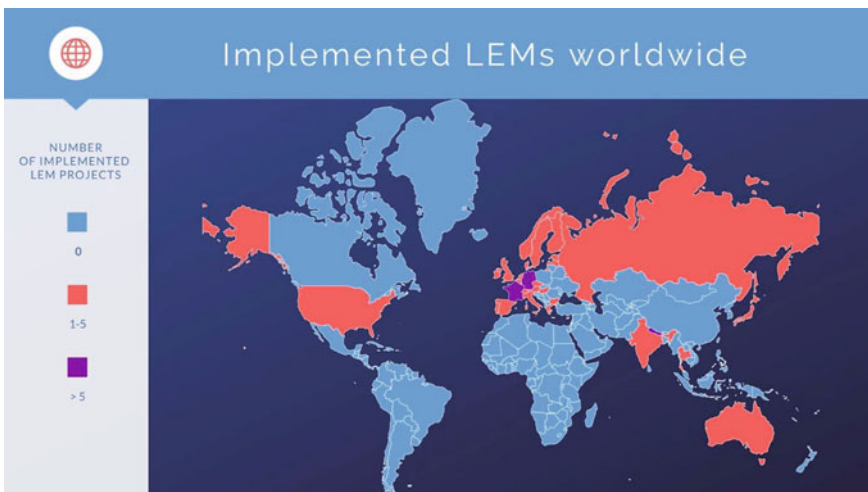 Implemented LEMs worldwide
NUMBER
OF IMPLEMENTED
LEM PROJECTS
0
1-5
> 5